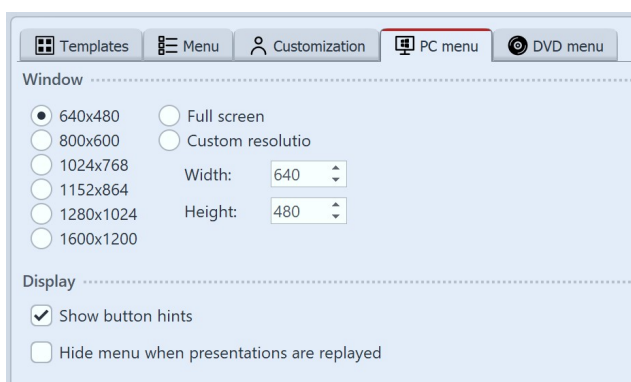 Templates Menu Customization PC menu DVD menu
Window
640x480 Full screen
800x600 Custom resolutio
1024x768
Width: 640
1152x864
1280x1024 Height: 480
1600x1200
Display
Show button hints
Hide menu when presentations are replayed